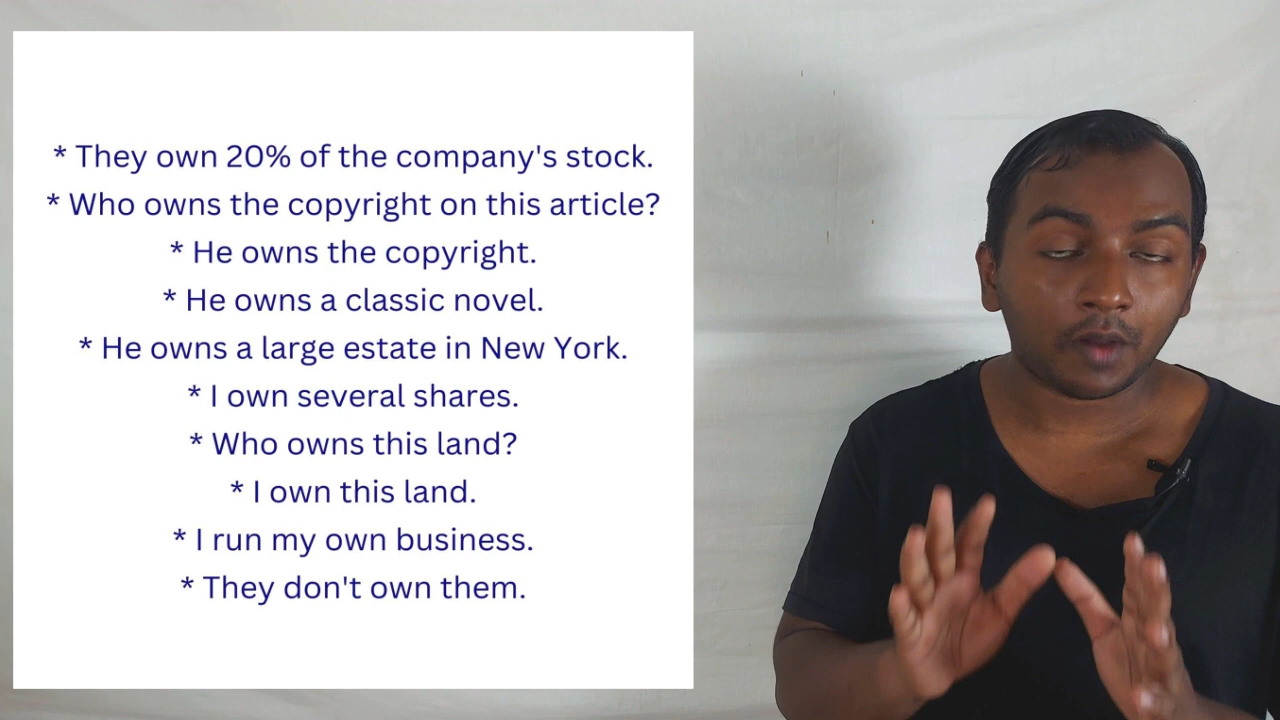 * They own 20% of the company's stock.
* Who owns the copyright on this article?
* He owns the copyright.
* He owns a classic novel.
* He owns a large estate in New York.
* I own several shares.
* Who owns this land?
* I own this land.
* I run my own business.
* They don't own them.